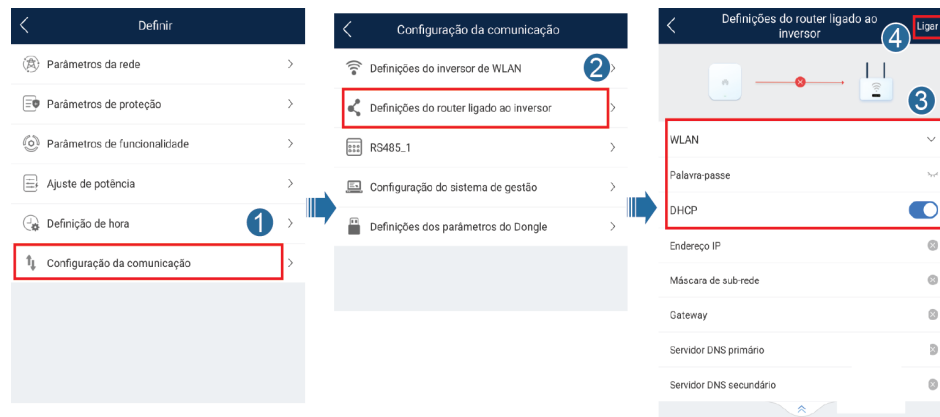 Definir
Parâmetros da rede
Parâmetros de proteção
Parâmetros de funcionalidade
Ajuste de potência
Definição de hora
1
Configuração da comunicação
Configuração da comunicação
Definições do inversor de WLAN
2
Definições do router ligado ao inversor
RS485_1
Configuração do sistema de gestão
Definições dos parâmetros do Dongle
Definições do router ligado ao
inversor
4
Ligar
3
WLAN
Palavra-passe
DHCP
Endereço IP
Máscara de sub-rede
Gateway
Servidor DNS primário
Servidor DNS secundário